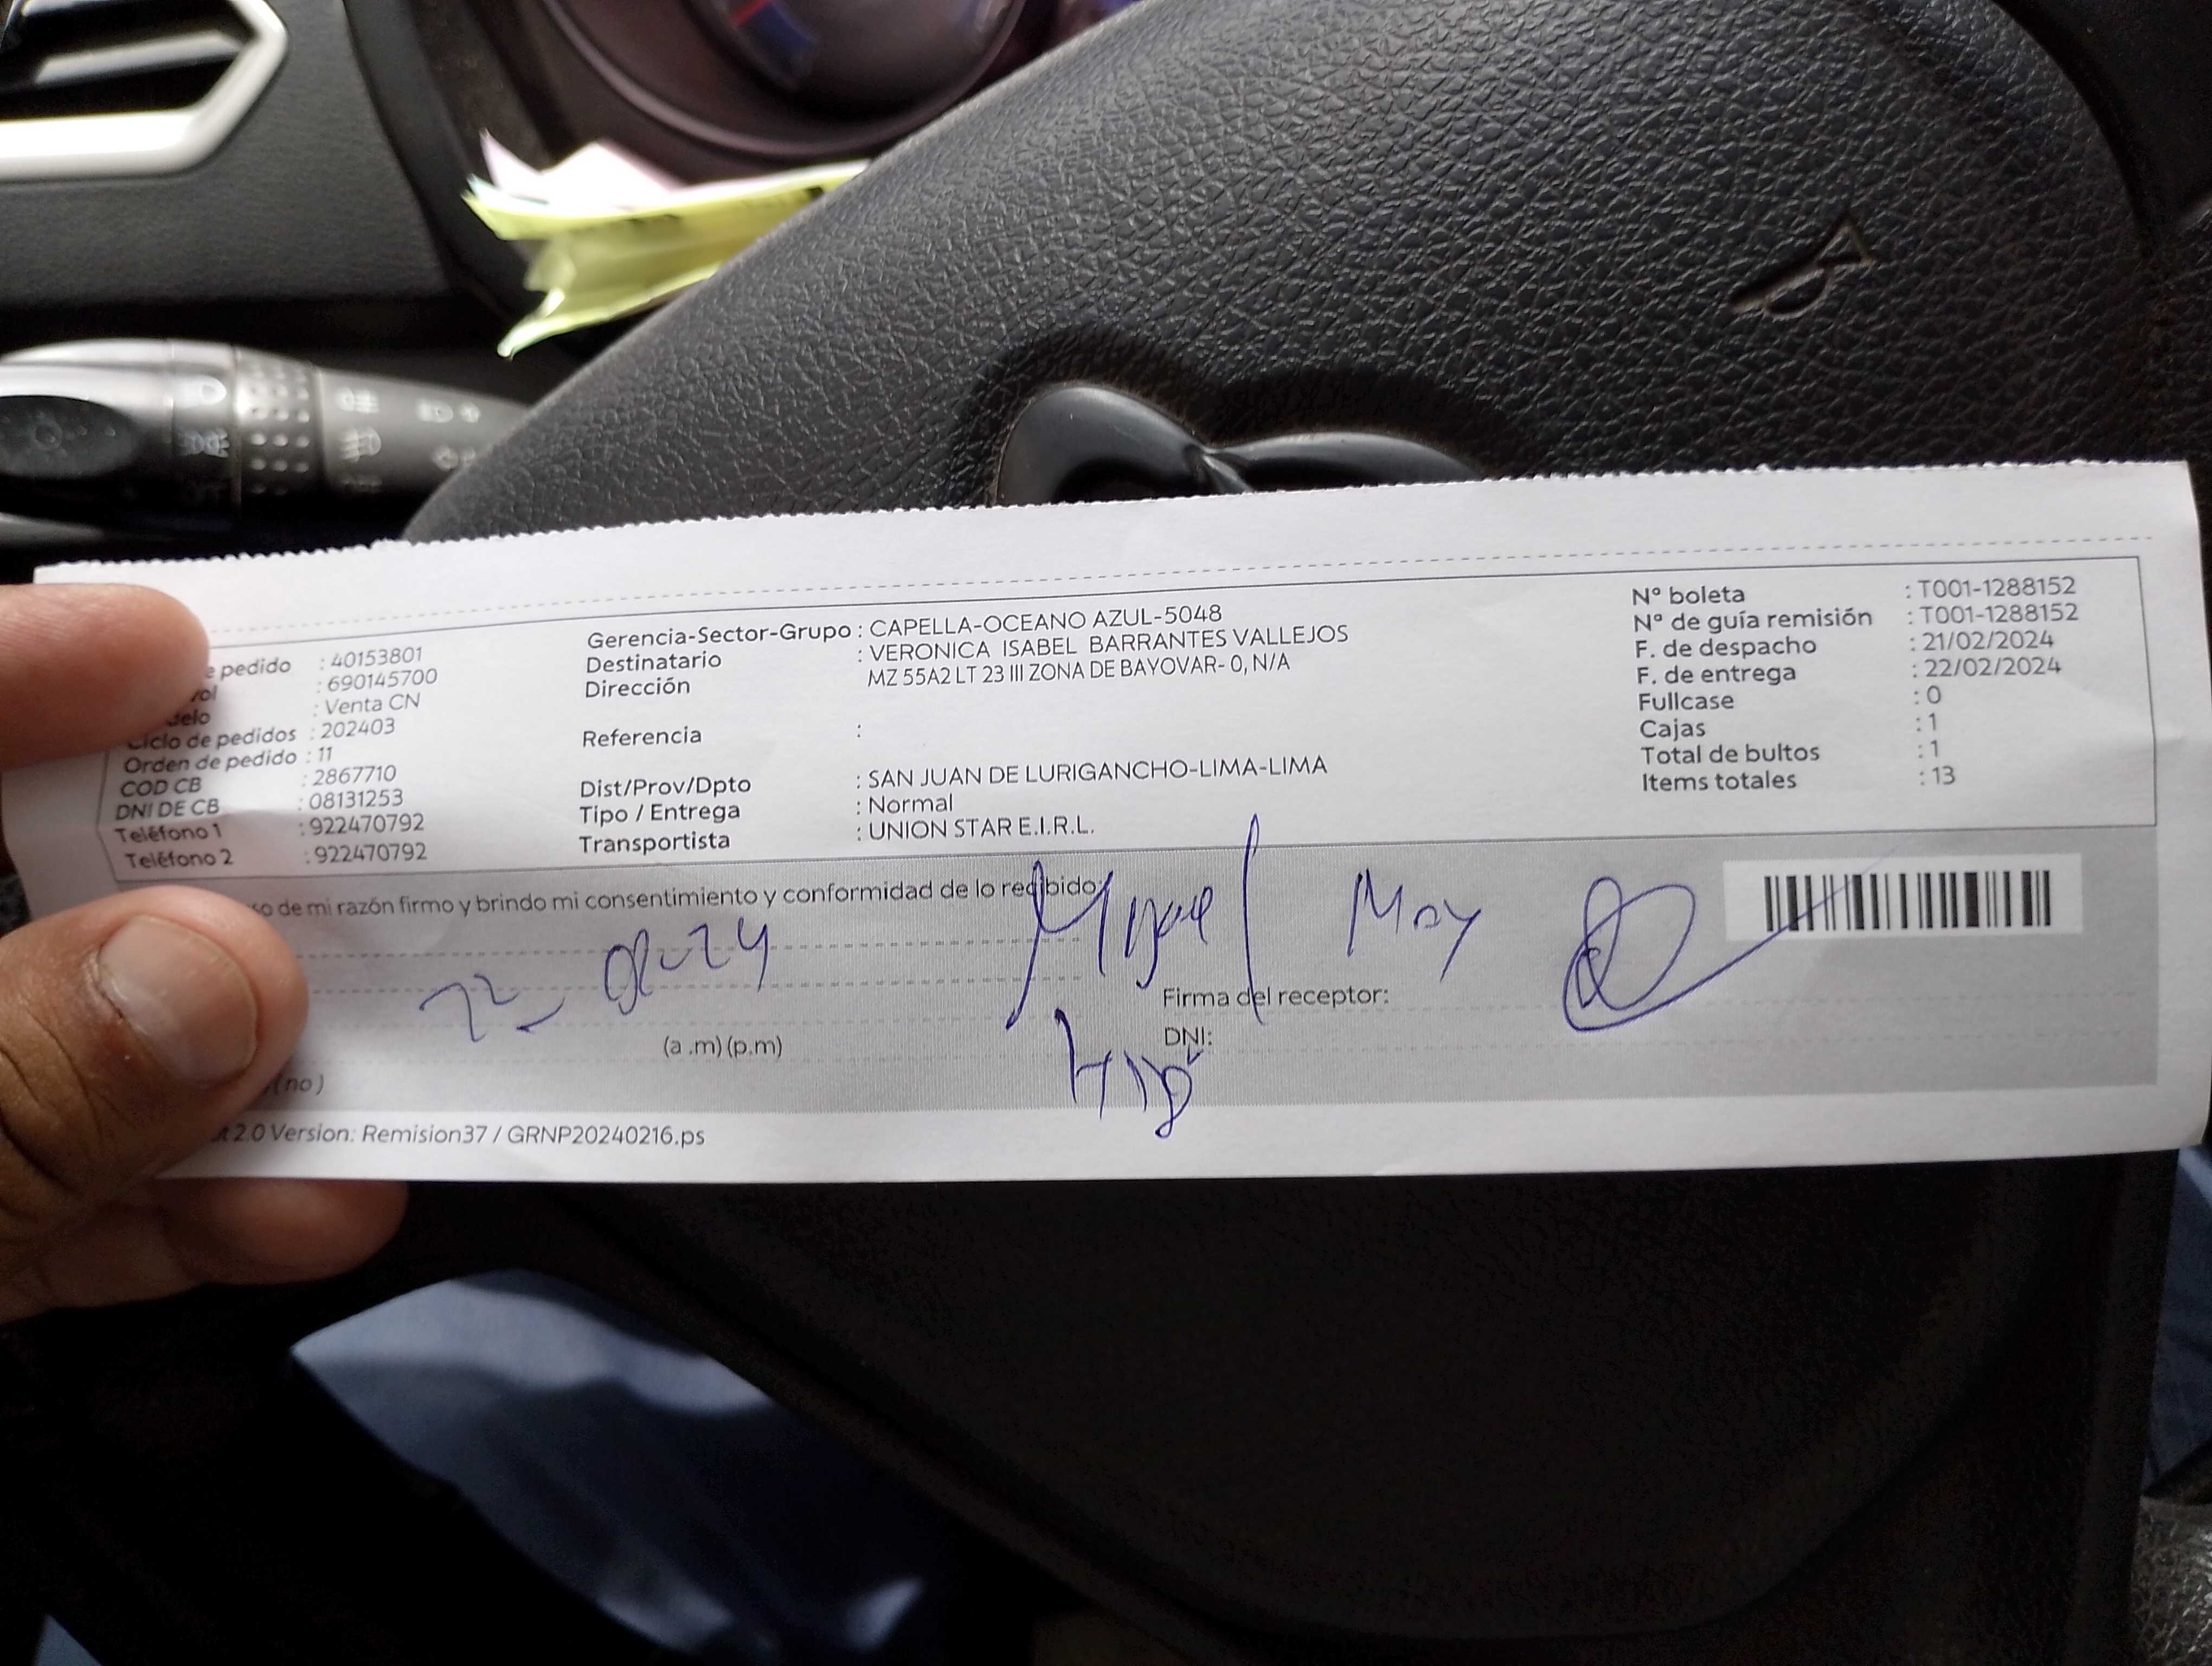 e pedido : 40153801
: 690145700
delo : Venta CN
Ciclo de pedidos : 202403
Orden de pedido : 11
COD CB : 2867710
DNI DE CB : 08131253
Teléfono 1 : 922470792
Teléfono 2 : 922470792
Gerencia-Sector-Grupo : CAPELLA-OCEANO AZUL-5048
Destinatario : VERONICA ISABEL BARRANTES VALLEJOS
Dirección MZ 55A2 LT 23 III ZONA DE BAYOVAR- 0, N/A
Referencia :
Dist/Prov/Dpto : SAN JUAN DE LURIGANCHO-LIMA-LIMA
Tipo / Entrega : Normal
Transportista : UNION STAR E.I.R.L.
N° boleta : T001-1288152
N° de guía remisión : T001-1288152
F. de despacho : 21/02/2024
F. de entrega : 22/02/2024
Fullcase : 0
Cajas : 1
Total de bultos : 1
Items totales : 13
so de mi razón firmo y brindo mi consentimiento y conformidad de lo recibido:
22-02-24
Miguel
Firma del receptor:
(a .m) (p.m)
DNI:
(no)
2.0 Version: Remision37 / GRNP20240216.ps